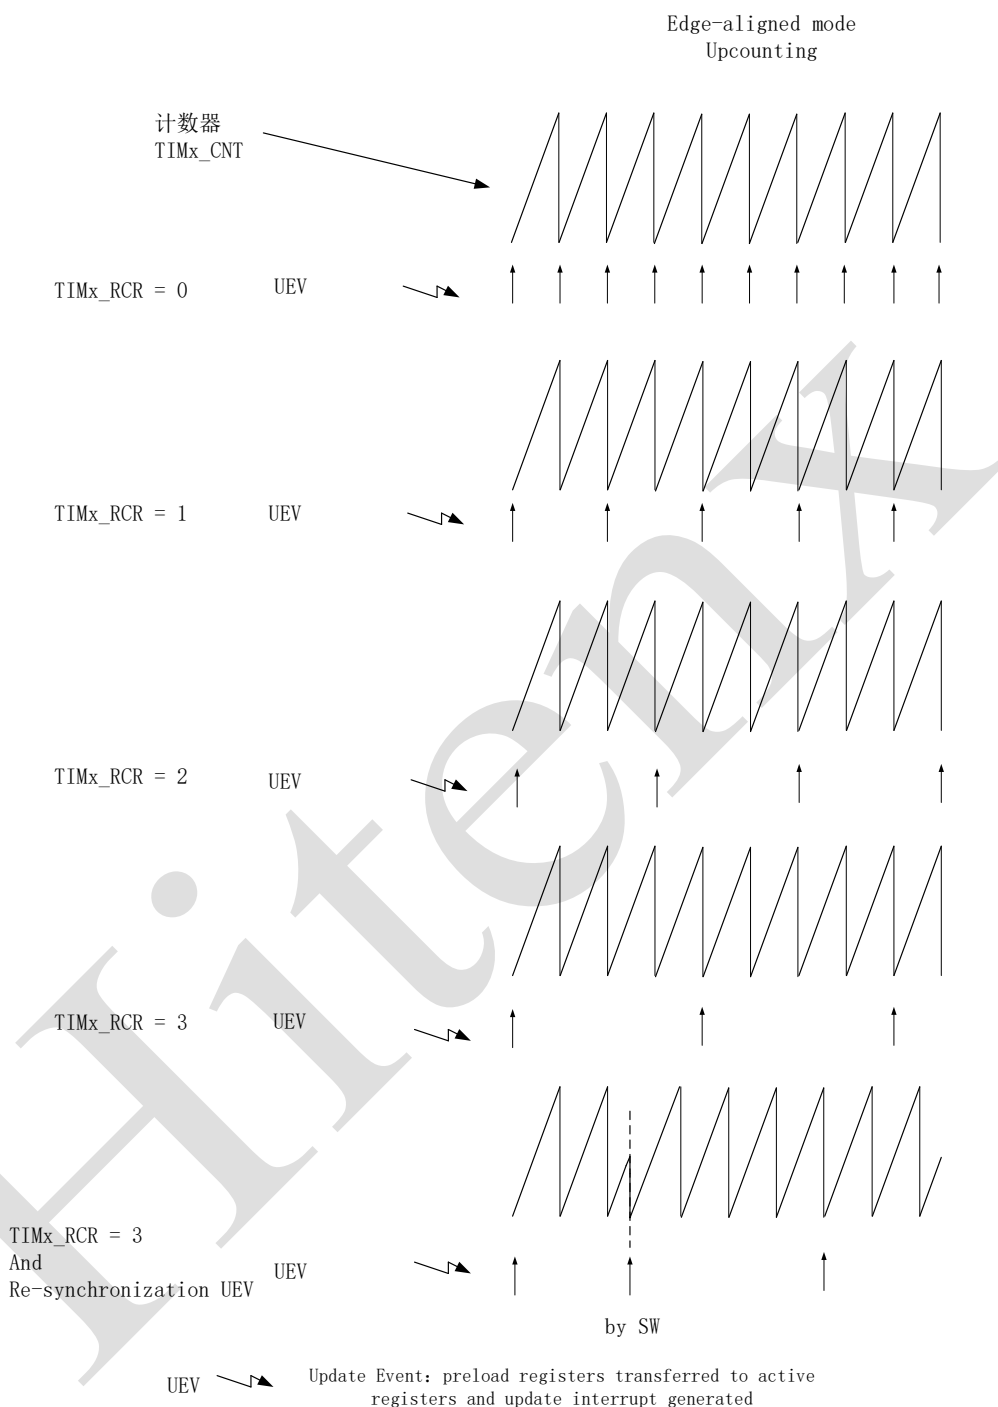 Edge-aligned mode
Upcounting
计数器
TIMx_CNT
TIMx_RCR = 0
UEV
TIMx_RCR = 1
UEV
TIMx_RCR = 2
UEV
TIMx_RCR = 3
UEV
TIMx_RCR = 3
And
Re-synchronization UEV
UEV
by SW
UEV
Update Event: preload registers transferred to active
registers and update interrupt generated
Hitenx